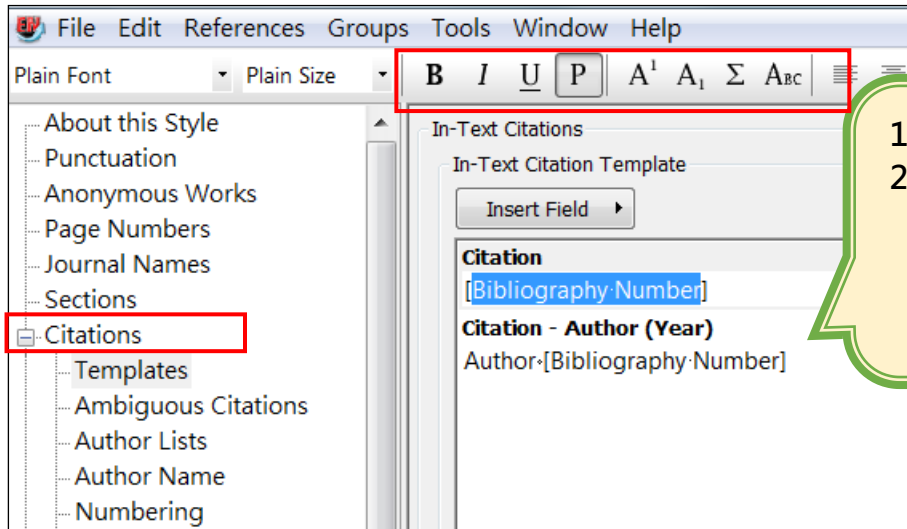 File Edit References Groups Tools Window Help
Plain Font Plain Size B I U P A¹ A₁ Σ Aʙᴄ
About this Style
Punctuation
Anonymous Works
Page Numbers
Journal Names
Sections
Citations
Templates
Ambiguous Citations
Author Lists
Author Name
Numbering
In-Text Citations
In-Text Citation Template
Insert Field
Citation
[Bibliography·Number]
Citation - Author (Year)
Author·[Bibliography·Number]
1
2